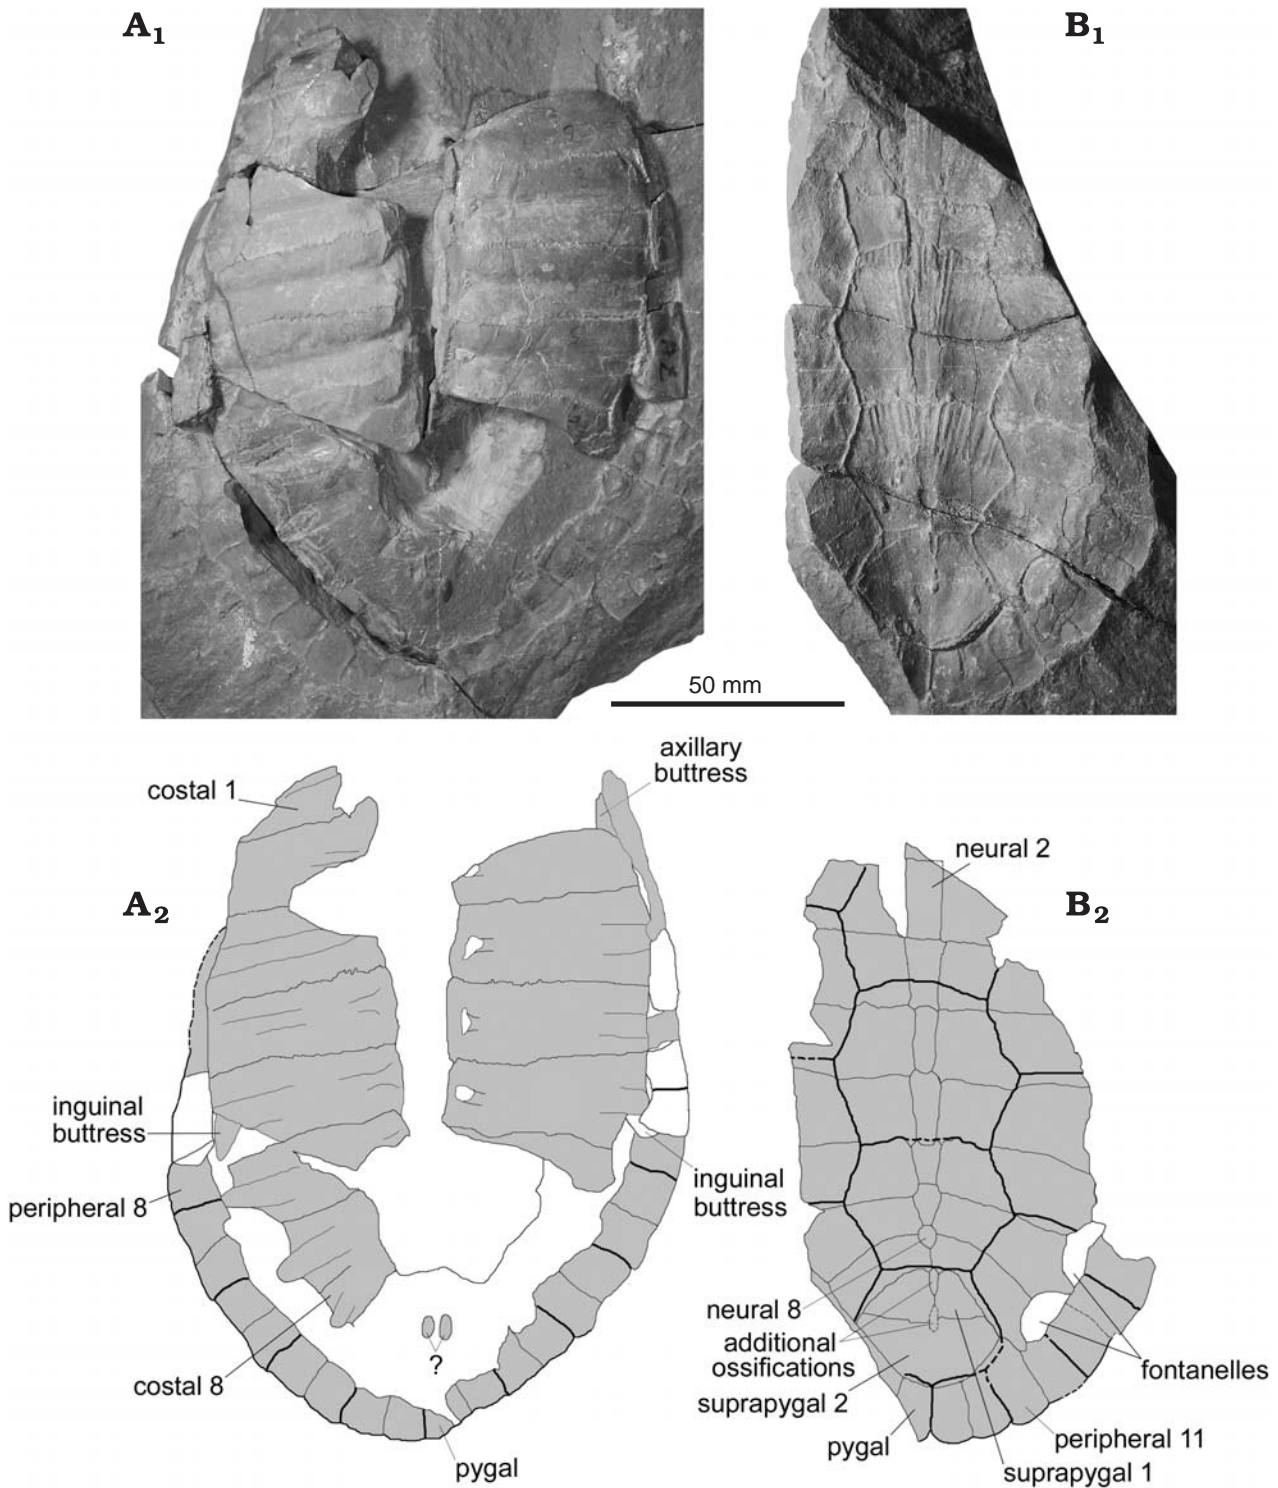 A1
B1
50 mm
axillary
buttress
costal 1
neural 2
A2
B2
inguinal
buttress
inguinal
buttress
peripheral 8
neural 8
additional
ossifications
fontanelles
costal 8
?
suprapygal 2
pygal
peripheral 11
pygal
suprapygal 1